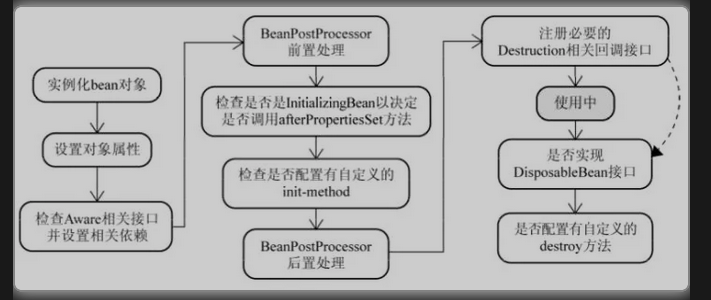 实例化bean对象
设置对象属性
检查Aware相关接口
并设置相关依赖
BeanPostProcessor
前置处理
检查是否是InitializingBean以决定
是否调用afterPropertiesSet方法
检查是否配置有自定义的
init-method
BeanPostProcessor
后置处理
注册必要的
Destruction相关回调接口
使用中
是否实现
DisposableBean接口
是否配置有自定义的
destroy方法